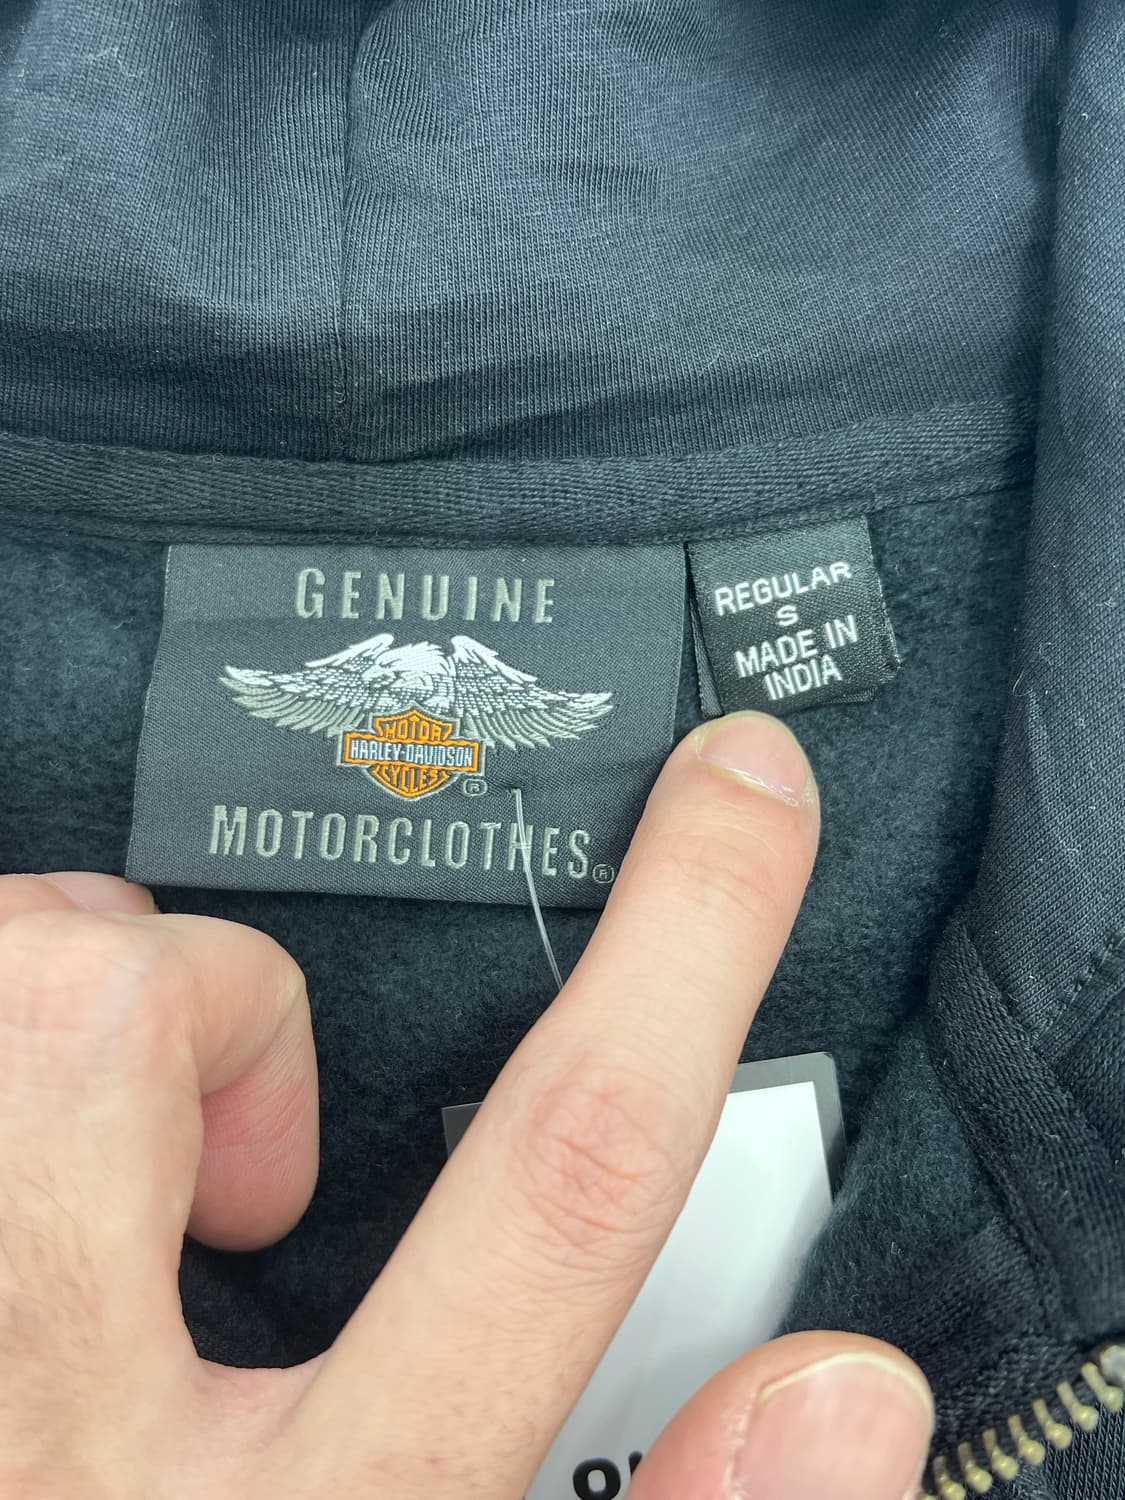 GENUINE
MOTOR
HARLEY-DAVIDSON
CYCLES
®
MOTORCLOTHES®
REGULAR
S
MADE IN
INDIA